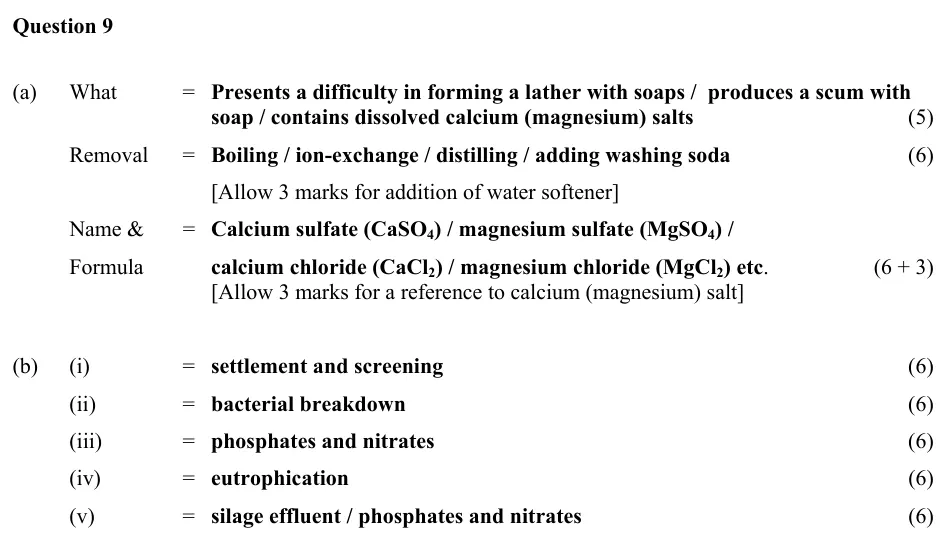 Question 9
(a) What = Presents a difficulty in forming a lather with soaps / produces a scum with
soap / contains dissolved calcium (magnesium) salts (5)
Removal = Boiling / ion-exchange / distilling / adding washing soda (6)
[Allow 3 marks for addition of water softener]
Name & = Calcium sulfate (CaSO₄) / magnesium sulfate (MgSO₄) /
Formula calcium chloride (CaCl₂) / magnesium chloride (MgCl₂) etc. (6 + 3)
[Allow 3 marks for a reference to calcium (magnesium) salt]
(b) (i) = settlement and screening (6)
(ii) = bacterial breakdown (6)
(iii) = phosphates and nitrates (6)
(iv) = eutrophication (6)
(v) = silage effluent / phosphates and nitrates (6)